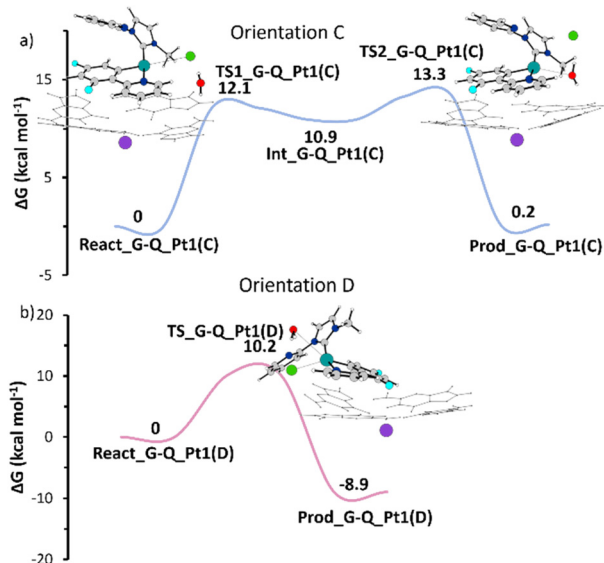 Orientation C
a)
TS1_G-Q_Pt1(C)
12.1
TS2_G-Q_Pt1(C)
13.3
15
5
-5
ΔG (kcal mol-1)
10.9
Int_G-Q_Pt1(C)
0
React_G-Q_Pt1(C)
0.2
Prod_G-Q_Pt1(C)
Orientation D
b)
20
10
0
-10
-20
ΔG (kcal mol-1)
TS_G-Q_Pt1(D)
10.2
0
React_G-Q_Pt1(D)
-8.9
Prod_G-Q_Pt1(D)